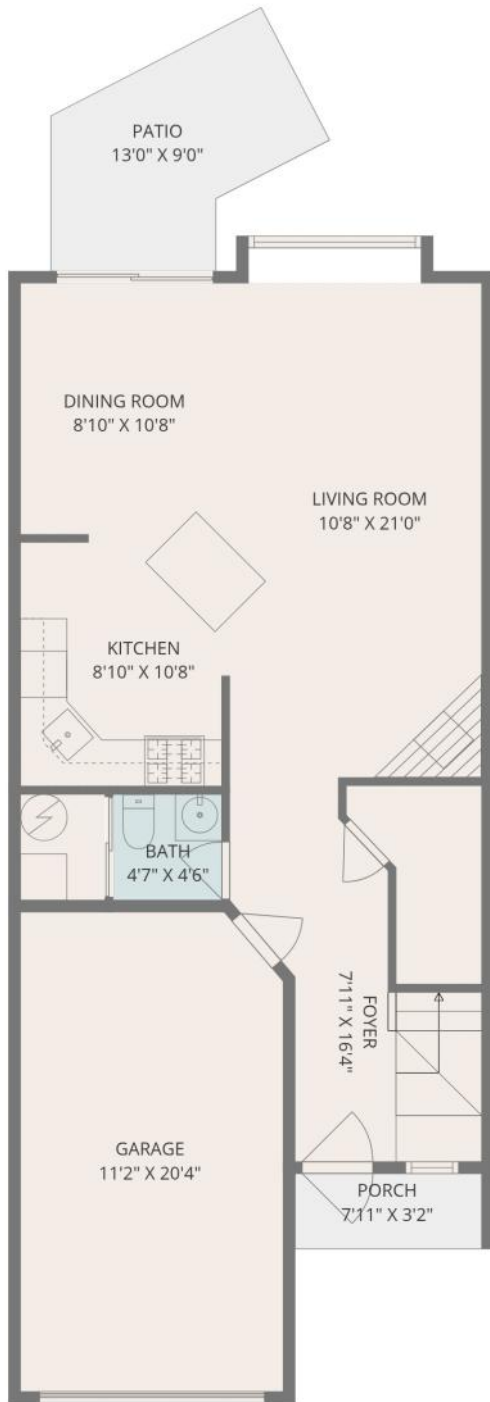 PATIO
13'0" X 9'0"
DINING ROOM
8'10" X 10'8"
LIVING ROOM
10'8" X 21'0"
KITCHEN
8'10" X 10'8"
BATH
4'7" X 4'6"
FOYER
7'11" X 16'4"
GARAGE
11'2" X 20'4"
PORCH
7'11" X 3'2"